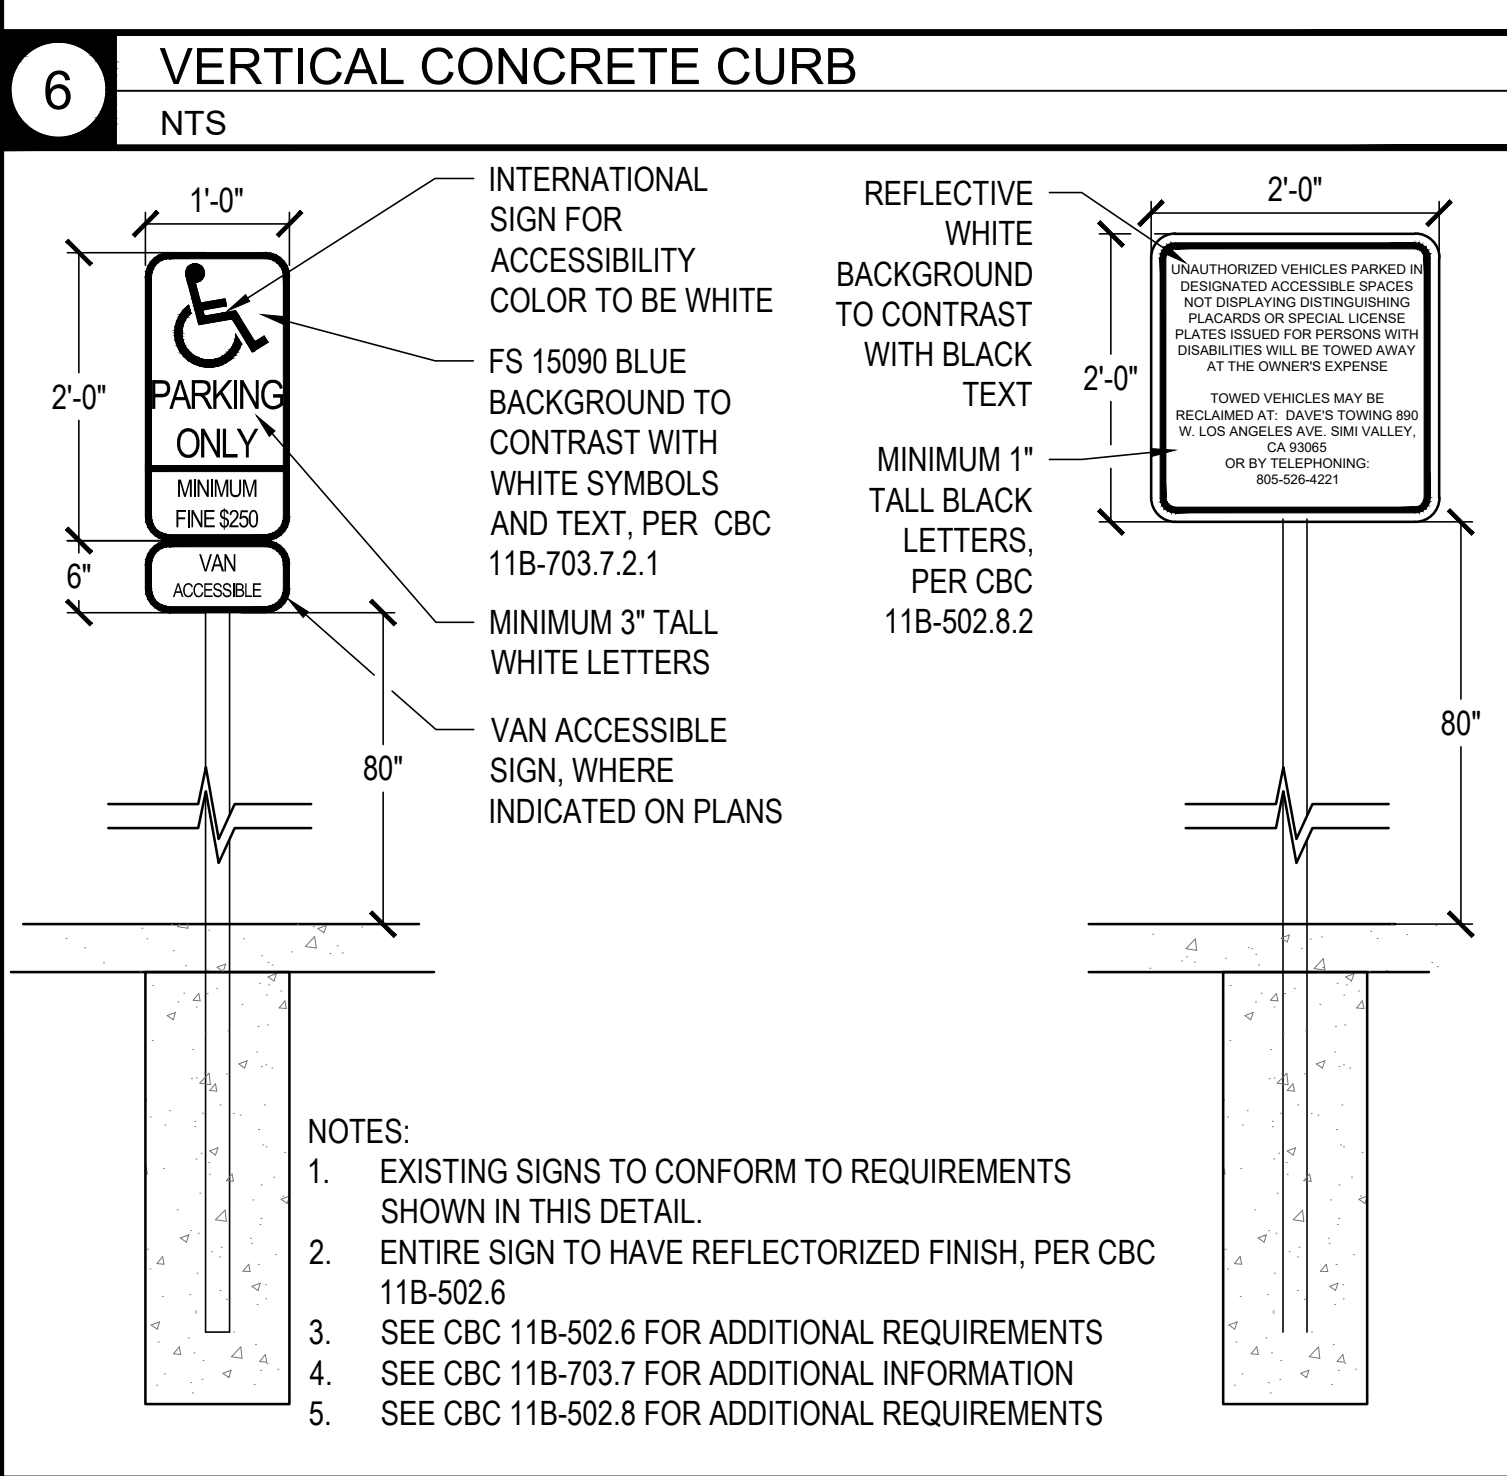 6
VERTICAL CONCRETE CURB
NTS
1'-0"
2'-0"
6"
PARKING
ONLY
MINIMUM
FINE $250
VAN
ACCESSIBLE
80"
INTERNATIONAL
SIGN FOR
ACCESSIBILITY
COLOR TO BE WHITE
FS 15090 BLUE
BACKGROUND TO
CONTRAST WITH
WHITE SYMBOLS
AND TEXT, PER CBC
11B-703.7.2.1
MINIMUM 3" TALL
WHITE LETTERS
VAN ACCESSIBLE
SIGN, WHERE
INDICATED ON PLANS
REFLECTIVE
WHITE
BACKGROUND
TO CONTRAST
WITH BLACK
TEXT
MINIMUM 1"
TALL BLACK
LETTERS,
PER CBC
11B-502.8.2
2'-0"
2'-0"
UNAUTHORIZED VEHICLES PARKED IN
DESIGNATED ACCESSIBLE SPACES
NOT DISPLAYING DISTINGUISHING
PLACARDS OR SPECIAL LICENSE
PLATES ISSUED FOR PERSONS WITH
DISABILITIES WILL BE TOWED AWAY
AT THE OWNER'S EXPENSE
TOWED VEHICLES MAY BE
RECLAIMED AT: DAVE'S TOWING 890
W. LOS ANGELES AVE. SIMI VALLEY,
CA 93065
OR BY TELEPHONING:
805-526-4221
80"
NOTES:
1. EXISTING SIGNS TO CONFORM TO REQUIREMENTS
SHOWN IN THIS DETAIL.
2. ENTIRE SIGN TO HAVE REFLECTORIZED FINISH, PER CBC
11B-502.6
3. SEE CBC 11B-502.6 FOR ADDITIONAL REQUIREMENTS
4. SEE CBC 11B-703.7 FOR ADDITIONAL INFORMATION
5. SEE CBC 11B-502.8 FOR ADDITIONAL REQUIREMENTS